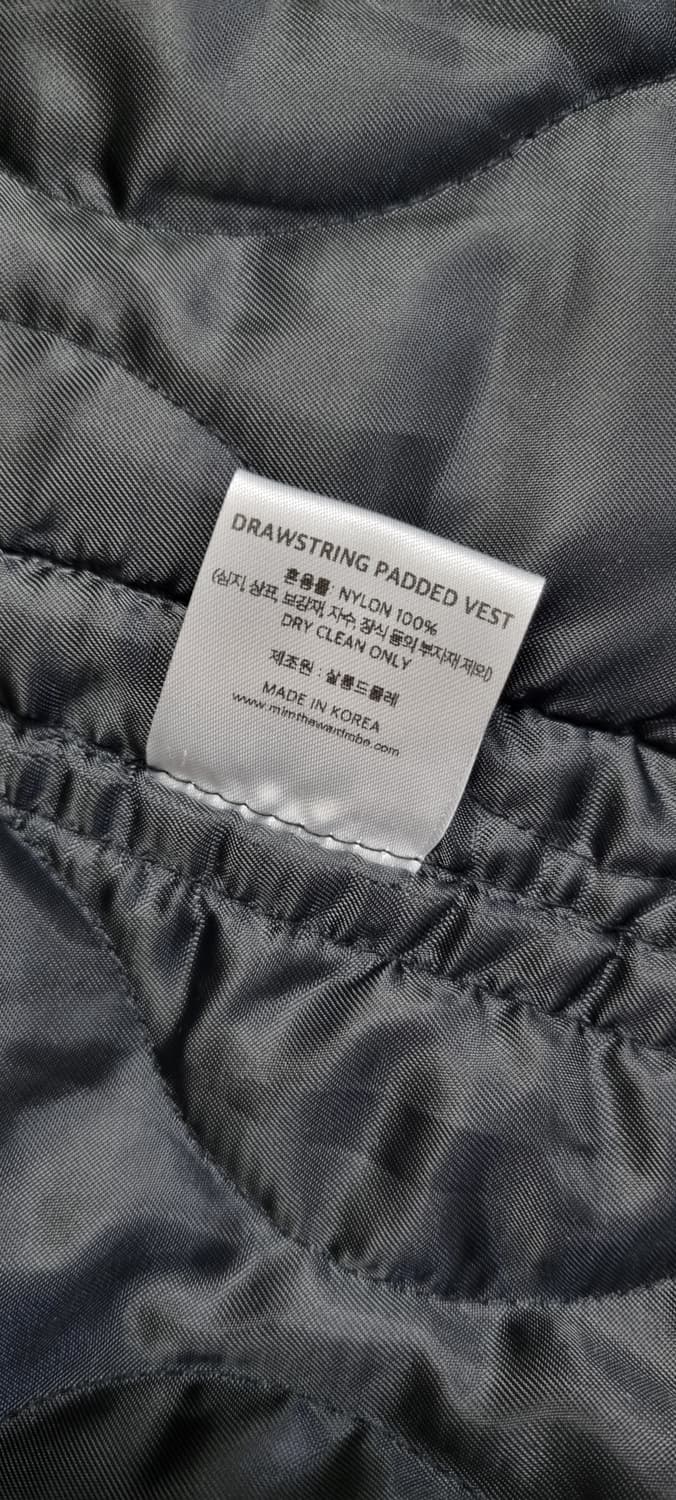 DRAWSTRING PADDED VEST
혼용률: NYLON 100%
(심지, 상표, 보강재, 자수, 장식 등의 부자재 제외)
DRY CLEAN ONLY
제조원 : 살롱드물레
MADE IN KOREA
www.mimthewardrobe.com